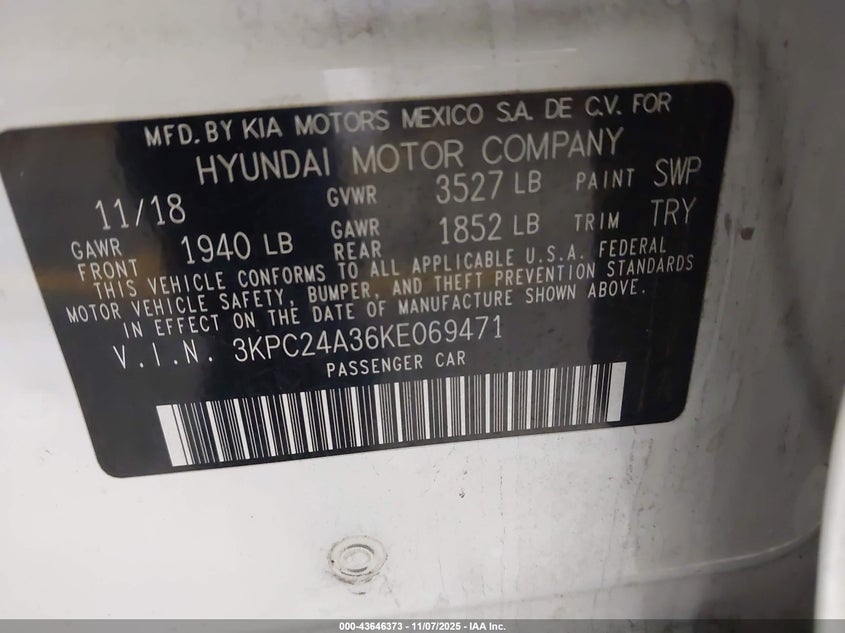 MFD. BY KIA MOTORS MEXICO S.A. DE C.V. FOR
HYUNDAI MOTOR COMPANY
11/18 GVWR 3527 LB PAINT SWP
GAWR FRONT 1940 LB GAWR REAR 1852 LB TRIM TRY
THIS VEHICLE CONFORMS TO ALL APPLICABLE U.S.A. FEDERAL
MOTOR VEHICLE SAFETY, BUMPER, AND THEFT PREVENTION STANDARDS
IN EFFECT ON THE DATE OF MANUFACTURE SHOWN ABOVE.
V.I.N. 3KPC24A36KE069471
PASSENGER CAR
000-43646373 - 11/07/2025 - IAA Inc.